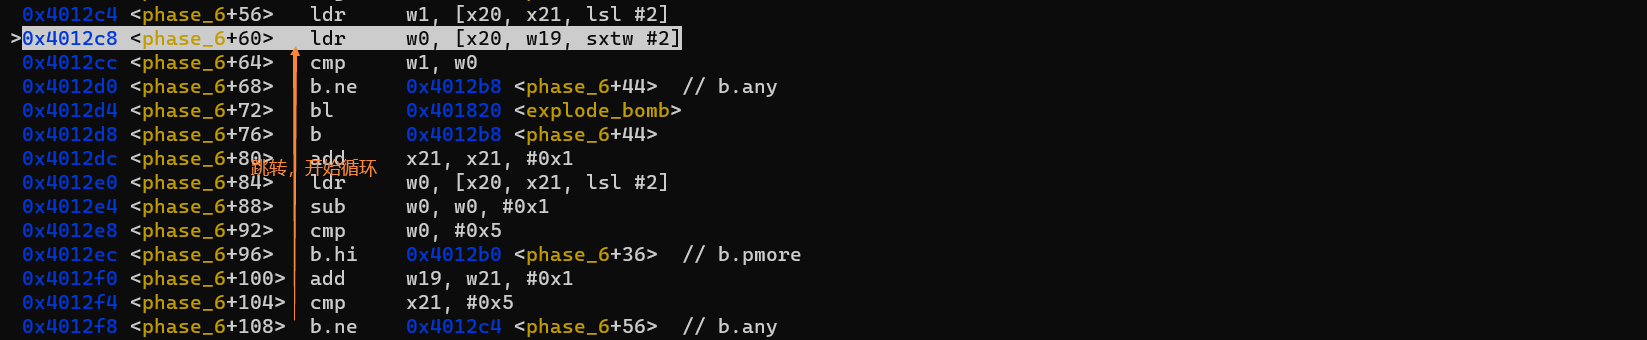 0x4012c4 <phase_6+56> ldr w1, [x20, x21, lsl #2]
>0x4012c8 <phase_6+60> ldr w0, [x20, w19, sxtw #2]
0x4012cc <phase_6+64> cmp w1, w0
0x4012d0 <phase_6+68> b.ne 0x4012b8 <phase_6+44> // b.any
0x4012d4 <phase_6+72> bl 0x401820 <explode_bomb>
0x4012d8 <phase_6+76> b 0x4012b8 <phase_6+44>
0x4012dc <phase_6+80> add x21, x21, #0x1
跳转，开始循环
0x4012e0 <phase_6+84> ldr w0, [x20, x21, lsl #2]
0x4012e4 <phase_6+88> sub w0, w0, #0x1
0x4012e8 <phase_6+92> cmp w0, #0x5
0x4012ec <phase_6+96> b.hi 0x4012b0 <phase_6+36> // b.pmore
0x4012f0 <phase_6+100> add w19, w21, #0x1
0x4012f4 <phase_6+104> cmp x21, #0x5
0x4012f8 <phase_6+108> b.ne 0x4012c4 <phase_6+56> // b.any